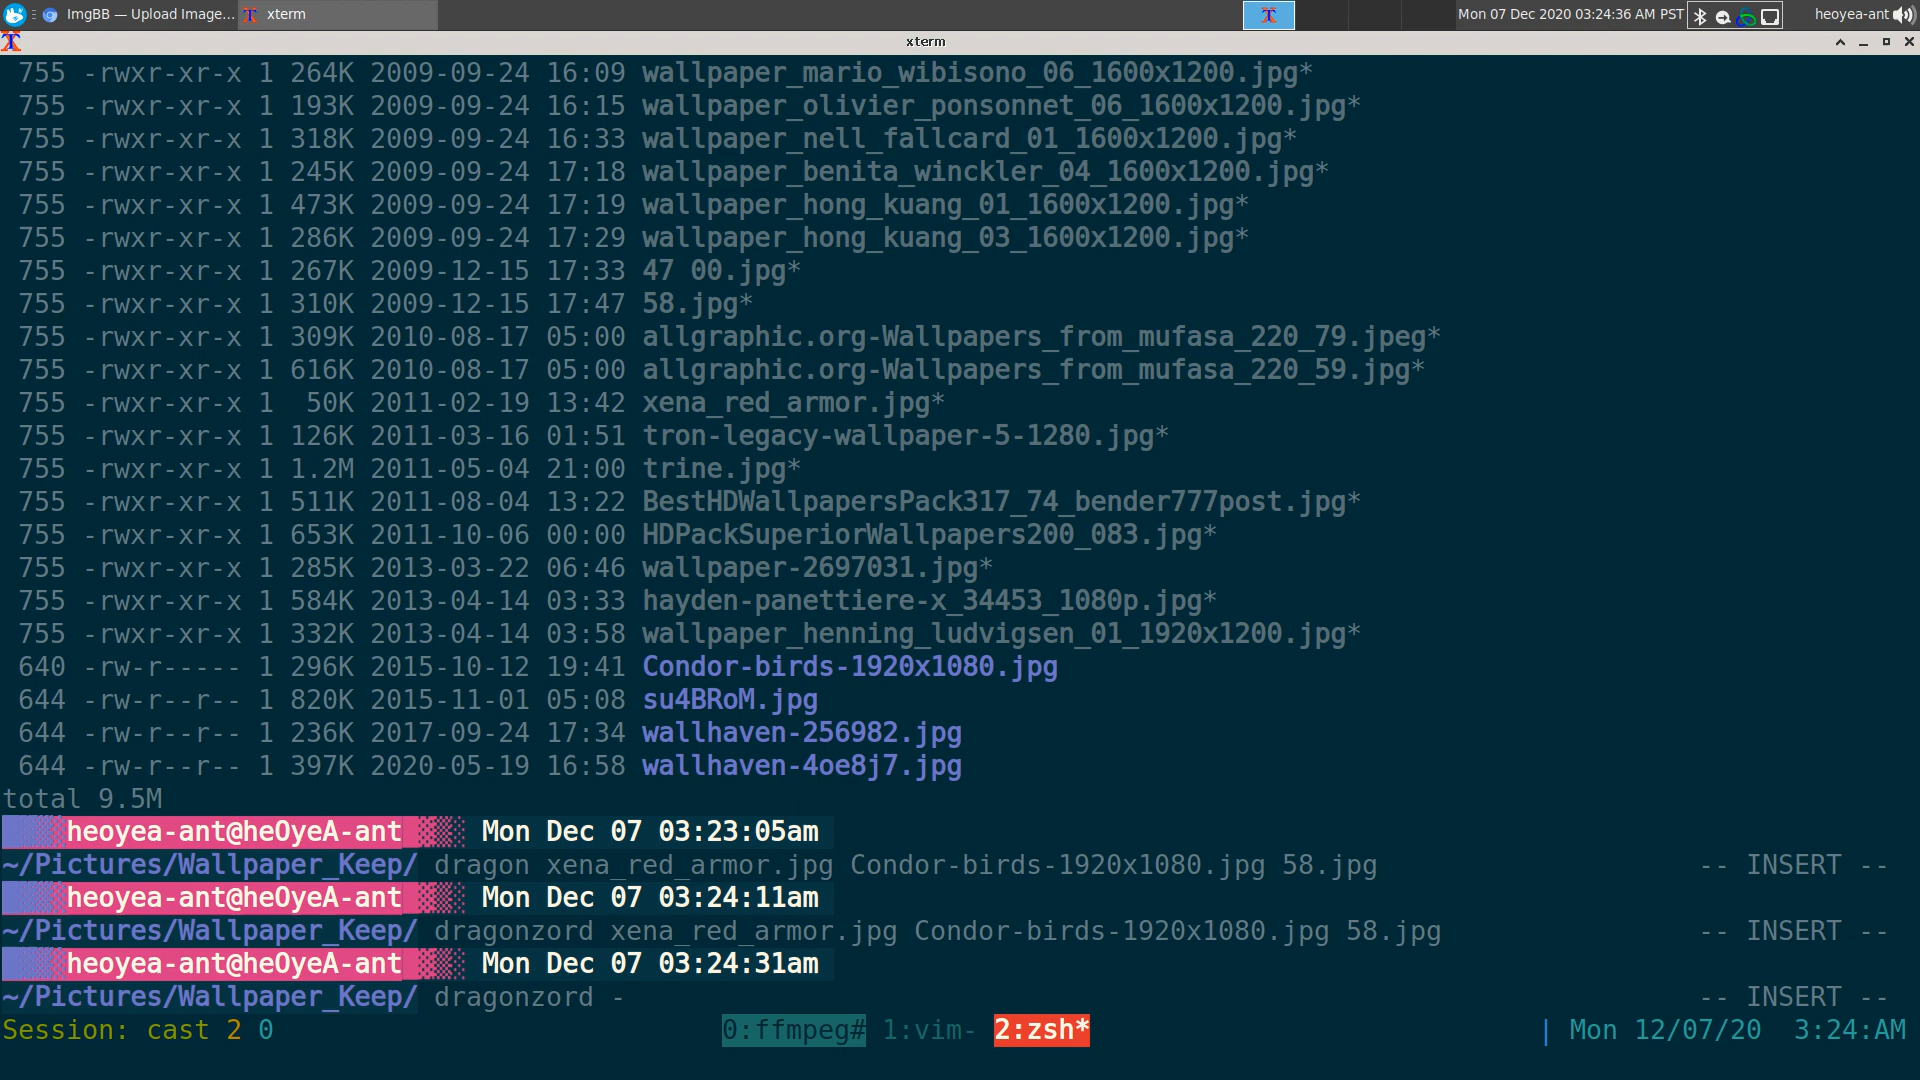 ImgBB — Upload Image...
xterm
Mon 07 Dec 2020 03:24:36 AM PST
heoyea-ant
xterm
755 -rwxr-xr-x 1 264K 2009-09-24 16:09 wallpaper_mario_wibisono_06_1600x1200.jpg*
755 -rwxr-xr-x 1 193K 2009-09-24 16:15 wallpaper_olivier_ponsonnet_06_1600x1200.jpg*
755 -rwxr-xr-x 1 318K 2009-09-24 16:33 wallpaper_nell_fallcard_01_1600x1200.jpg*
755 -rwxr-xr-x 1 245K 2009-09-24 17:18 wallpaper_benita_winckler_04_1600x1200.jpg*
755 -rwxr-xr-x 1 473K 2009-09-24 17:19 wallpaper_hong_kuang_01_1600x1200.jpg*
755 -rwxr-xr-x 1 286K 2009-09-24 17:29 wallpaper_hong_kuang_03_1600x1200.jpg*
755 -rwxr-xr-x 1 267K 2009-12-15 17:33 47 00.jpg*
755 -rwxr-xr-x 1 310K 2009-12-15 17:47 58.jpg*
755 -rwxr-xr-x 1 309K 2010-08-17 05:00 allgraphic.org-Wallpapers_from_mufasa_220_79.jpeg*
755 -rwxr-xr-x 1 616K 2010-08-17 05:00 allgraphic.org-Wallpapers_from_mufasa_220_59.jpg*
755 -rwxr-xr-x 1 50K 2011-02-19 13:42 xena_red_armor.jpg*
755 -rwxr-xr-x 1 126K 2011-03-16 01:51 tron-legacy-wallpaper-5-1280.jpg*
755 -rwxr-xr-x 1 1.2M 2011-05-04 21:00 trine.jpg*
755 -rwxr-xr-x 1 511K 2011-08-04 13:22 BestHDWallpapersPack317_74_bender777post.jpg*
755 -rwxr-xr-x 1 653K 2011-10-06 00:00 HDPackSuperiorWallpapers200_083.jpg*
755 -rwxr-xr-x 1 285K 2013-03-22 06:46 wallpaper-2697031.jpg*
755 -rwxr-xr-x 1 584K 2013-04-14 03:33 hayden-panettiere-x_34453_1080p.jpg*
755 -rwxr-xr-x 1 332K 2013-04-14 03:58 wallpaper_henning_ludvigsen_01_1920x1200.jpg*
640 -rw-r----- 1 296K 2015-10-12 19:41 Condor-birds-1920x1080.jpg
644 -rw-r--r-- 1 820K 2015-11-01 05:08 su4BRoM.jpg
644 -rw-r--r-- 1 236K 2017-09-24 17:34 wallhaven-256982.jpg
644 -rw-r--r-- 1 397K 2020-05-19 16:58 wallhaven-4oe8j7.jpg
total 9.5M
heoyea-ant@heOyeA-ant Mon Dec 07 03:23:05am
~/Pictures/Wallpaper_Keep/ dragon xena_red_armor.jpg Condor-birds-1920x1080.jpg 58.jpg -- INSERT --
heoyea-ant@heOyeA-ant Mon Dec 07 03:24:11am
~/Pictures/Wallpaper_Keep/ dragonzord xena_red_armor.jpg Condor-birds-1920x1080.jpg 58.jpg -- INSERT --
heoyea-ant@heOyeA-ant Mon Dec 07 03:24:31am
~/Pictures/Wallpaper_Keep/ dragonzord - -- INSERT --
Session: cast 2 0 0:ffmpeg# 1:vim- 2:zsh* | Mon 12/07/20 3:24:AM